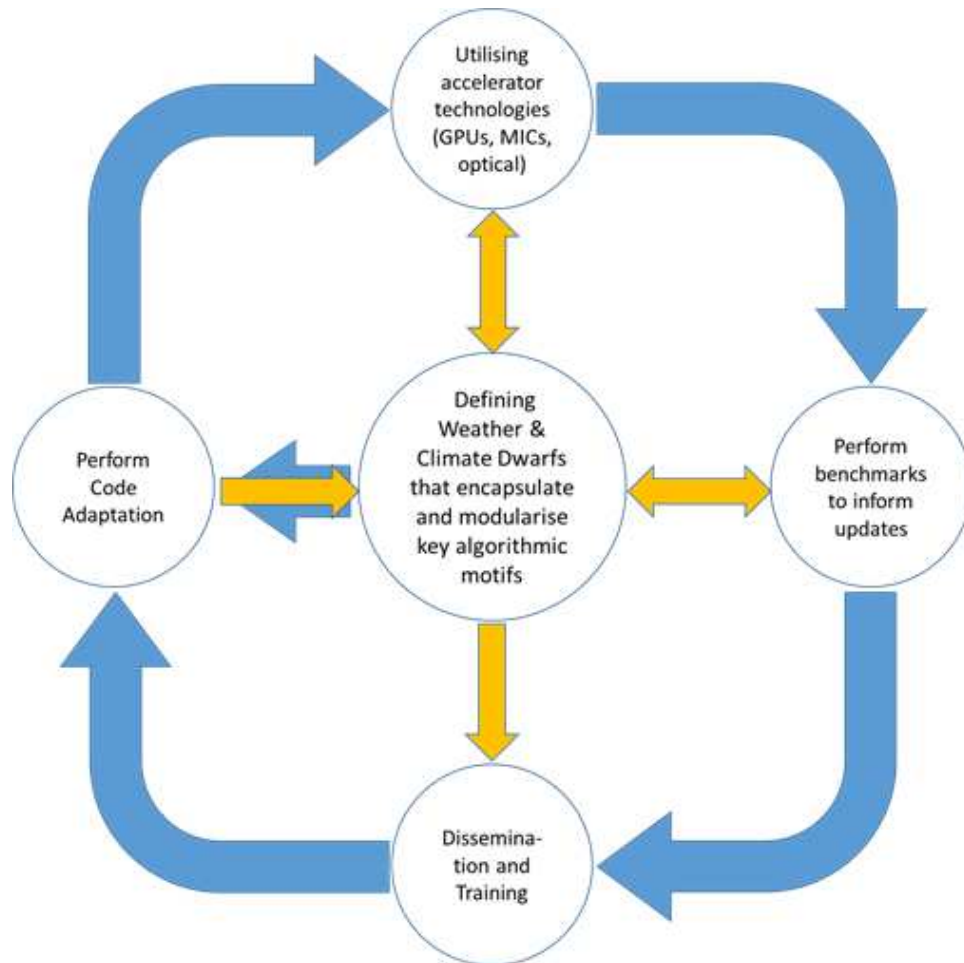 Utilising
accelerator
technologies
(GPUs, MICs,
optical)
Perform
Code
Adaptation
Defining
Weather &
Climate Dwarfs
that encapsulate
and modularise
key algorithmic
motifs
Perform
benchmarks
to inform
updates
Dissemina-
tion and
Training